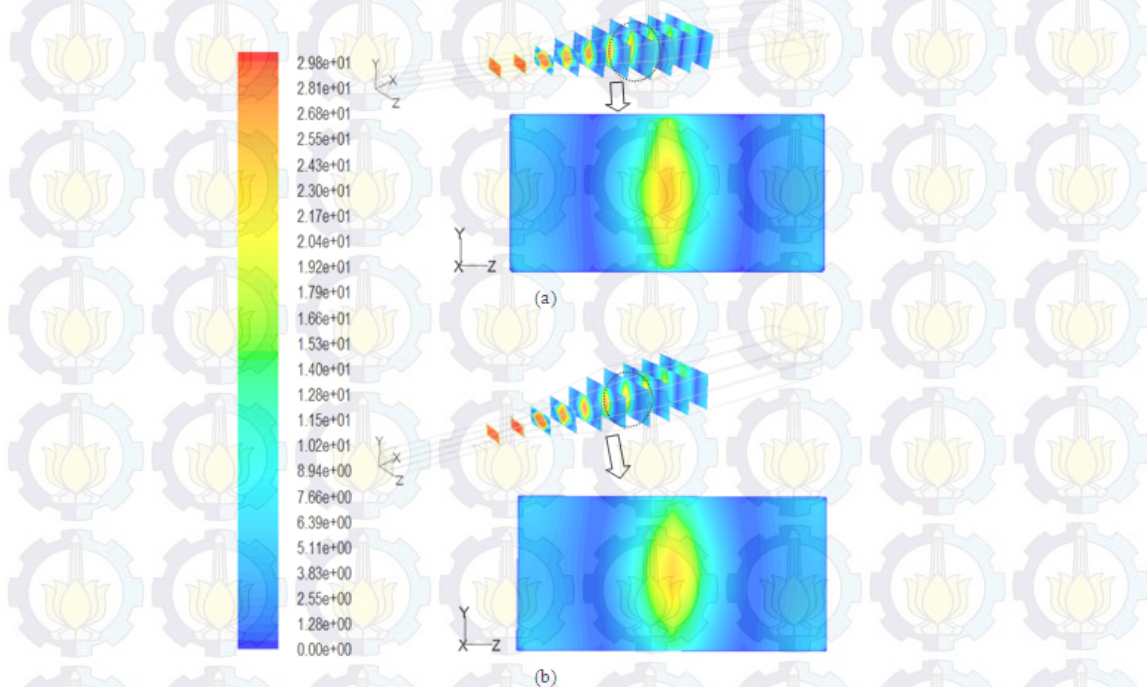 2.98e+01
2.81e+01
2.68e+01
2.55e+01
2.43e+01
2.30e+01
2.17e+01
2.04e+01
1.92e+01
1.79e+01
1.66e+01
1.53e+01
1.40e+01
1.28e+01
1.15e+01
1.02e+01
8.94e+00
7.66e+00
6.39e+00
5.11e+00
3.83e+00
2.55e+00
1.28e+00
0.00e+00
Y
X
Z
Y
X Z
(a)
Y
X
Z
Y
X Z
(b)